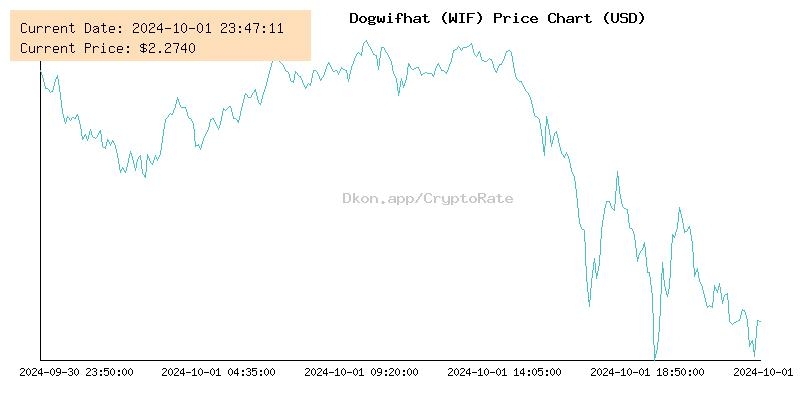 Dogwifhat (WIF) Price Chart (USD)
Current Date: 2024-10-01 23:47:11
Current Price: $2.2740
Dkon.app/CryptoRate
2024-09-30 23:50:00 2024-10-01 04:35:00 2024-10-01 09:20:00 2024-10-01 14:05:00 2024-10-01 18:50:00 2024-10-01